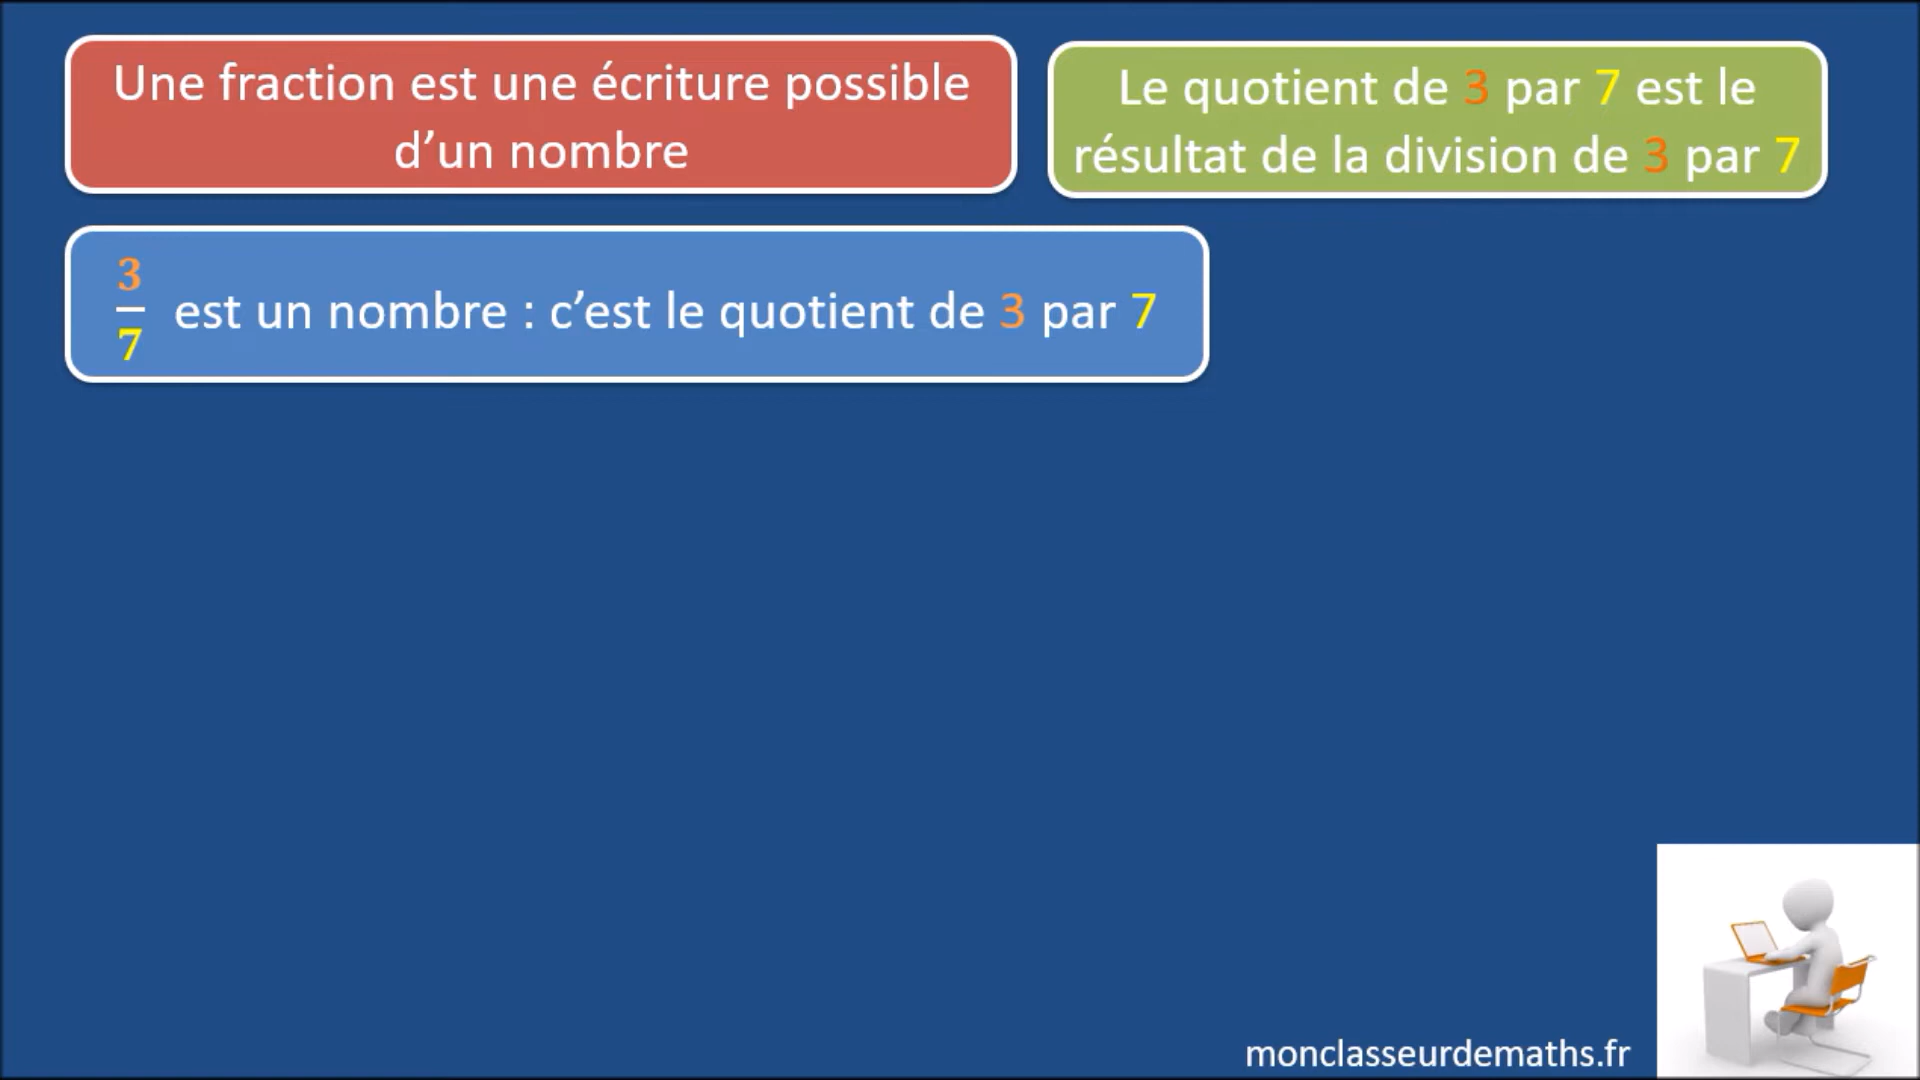 Une fraction est une écriture possible
d’un nombre
Le quotient de 3 par 7 est le
résultat de la division de 3 par 7
3
7
est un nombre : c’est le quotient de 3 par 7
monclasseurdemaths.fr